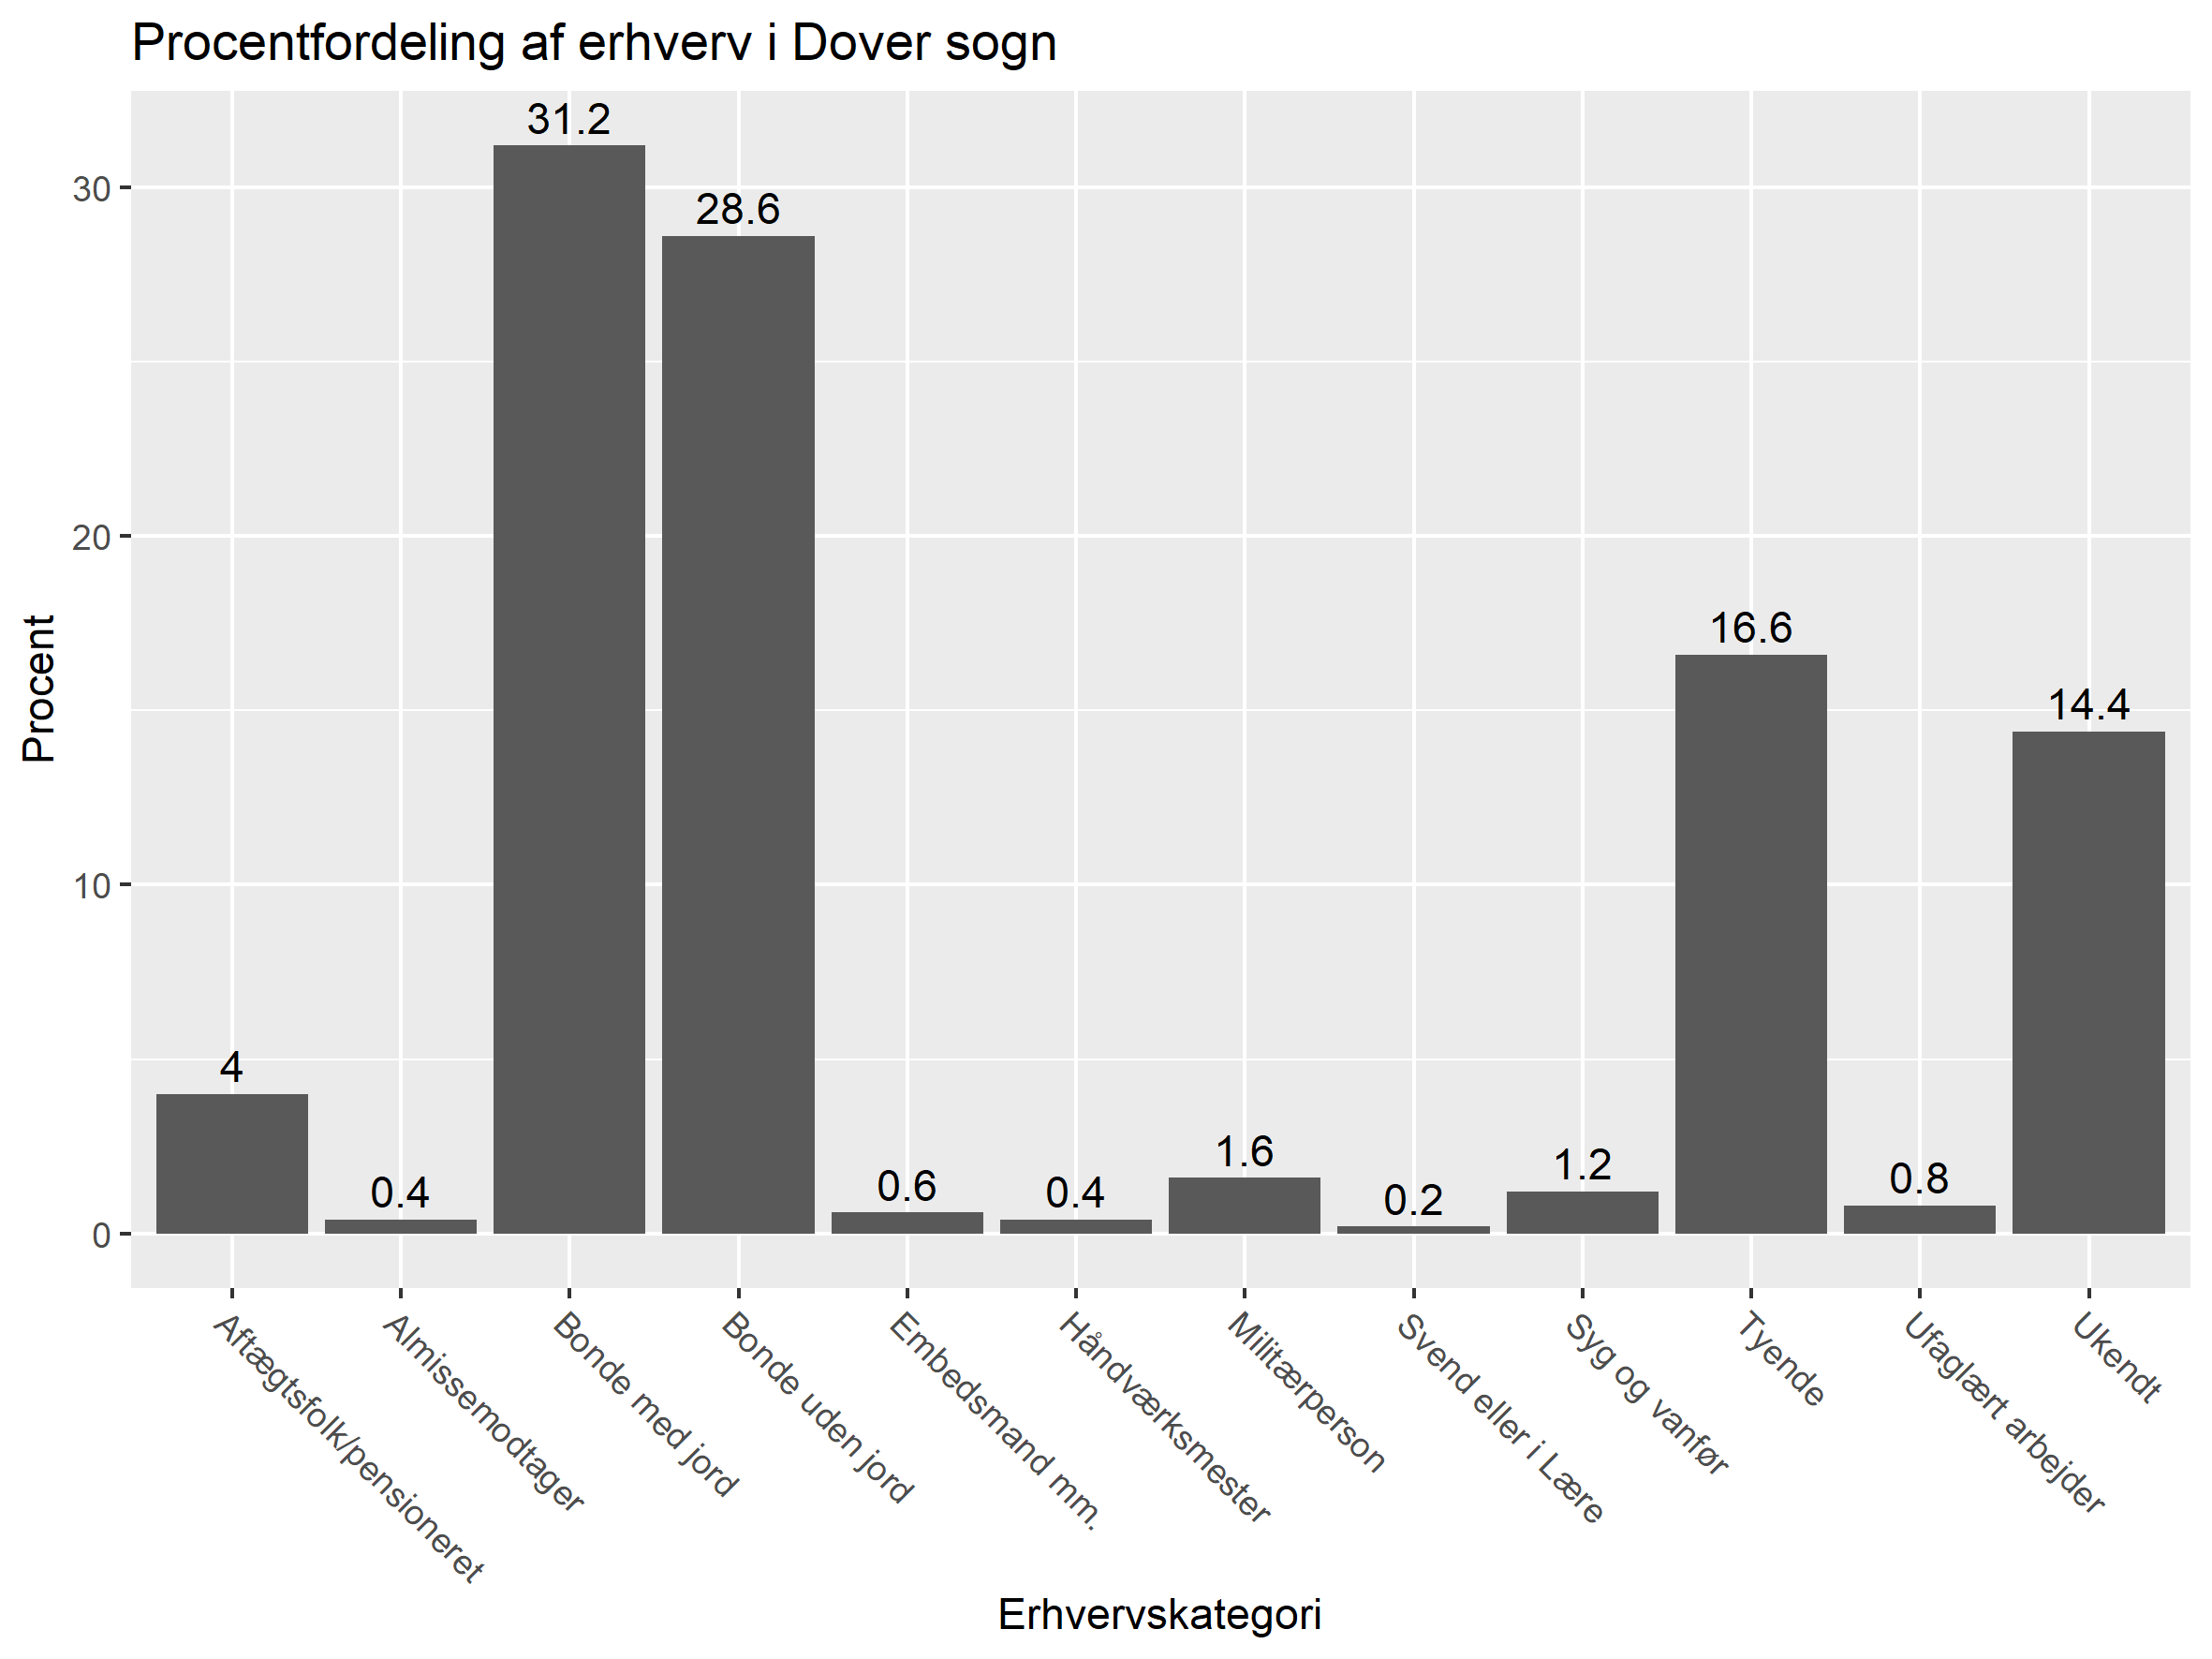 Procentfordeling af erhverv i Dover sogn
Procent
30
20
10
0
4
0.4
31.2
28.6
0.6
0.4
1.6
0.2
1.2
16.6
0.8
14.4
Aftægtsfolk/pensioneret
Almissemodtager
Bonde med jord
Bonde uden jord
Embedsmand mm.
Håndværksmester
Militærperson
Svend eller i Lære
Syg og vanfør
Tyende
Ufaglært arbejder
Ukendt
Erhvervskategori